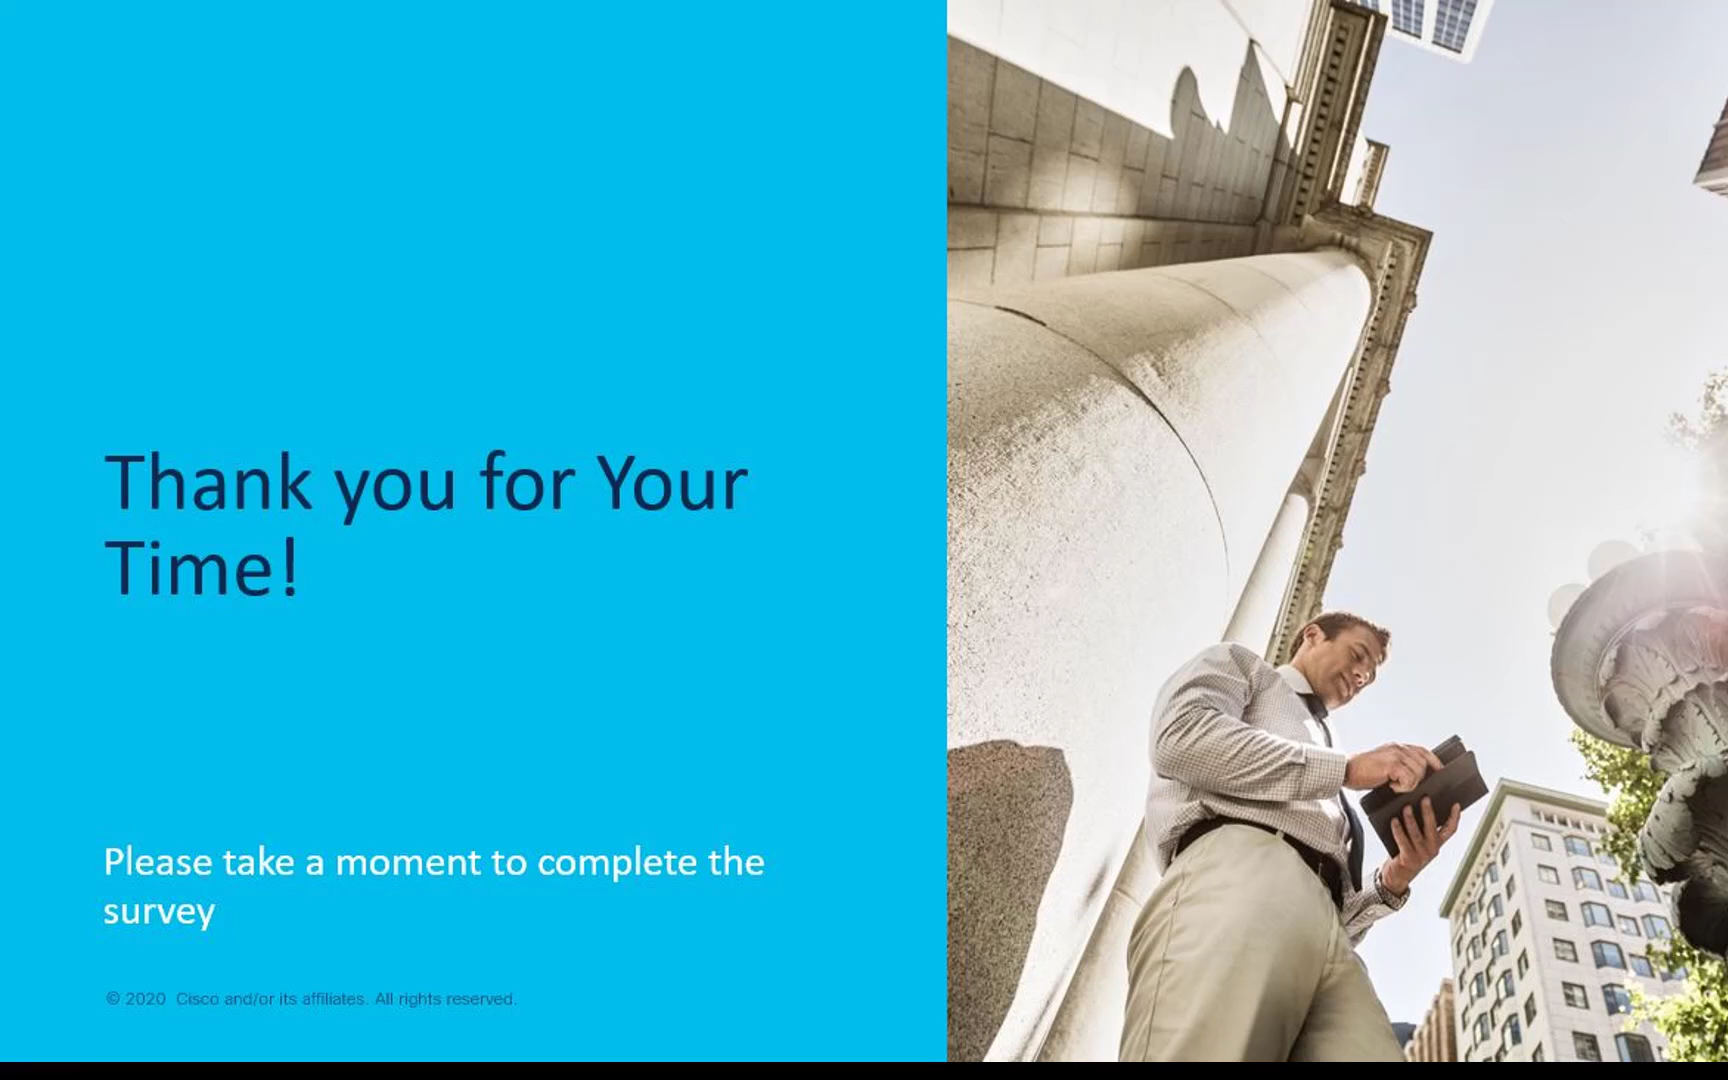 Thank you for Your
Time!
Please take a moment to complete the
survey
© 2020 Cisco and/or its affiliates. All rights reserved.